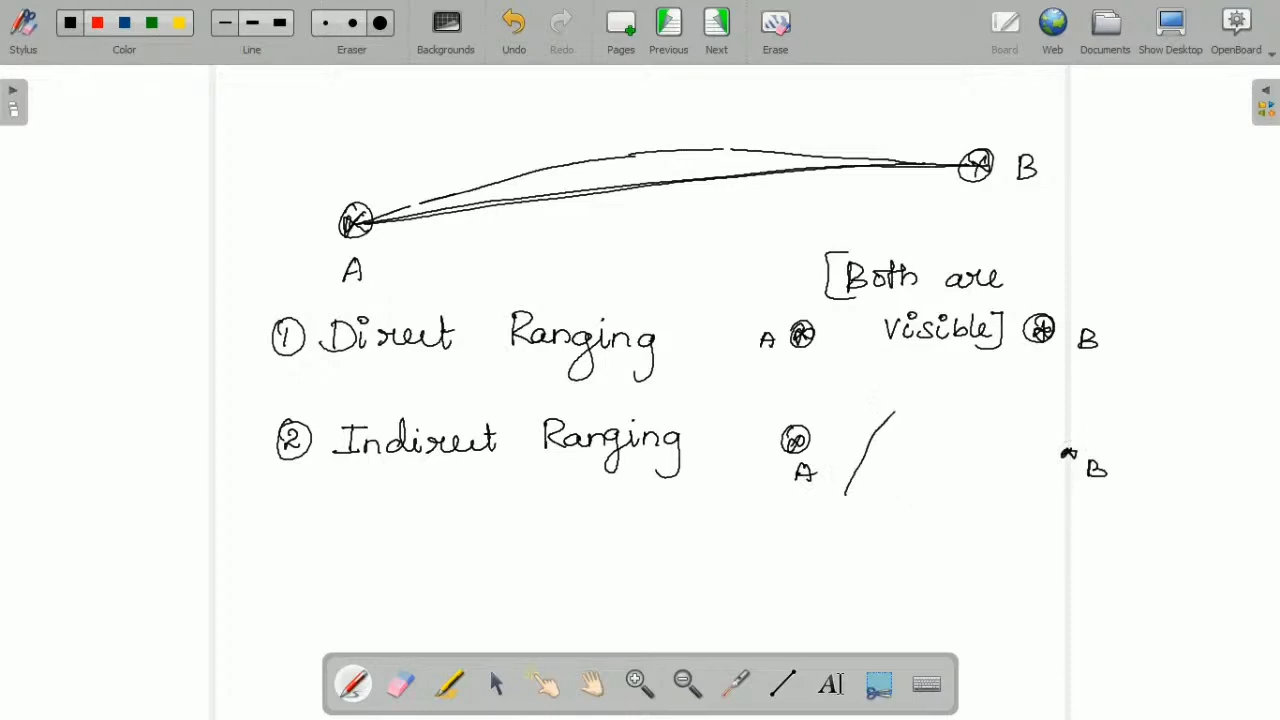 Stylus
Color
Line
Eraser
Backgrounds
Undo
Redo
Pages
Previous
Next
Erase
Board
Web
Documents
Show Desktop
OpenBoard
B
A
[Both are
① Direct Ranging A visible] B
② Indirect Ranging A B
AI